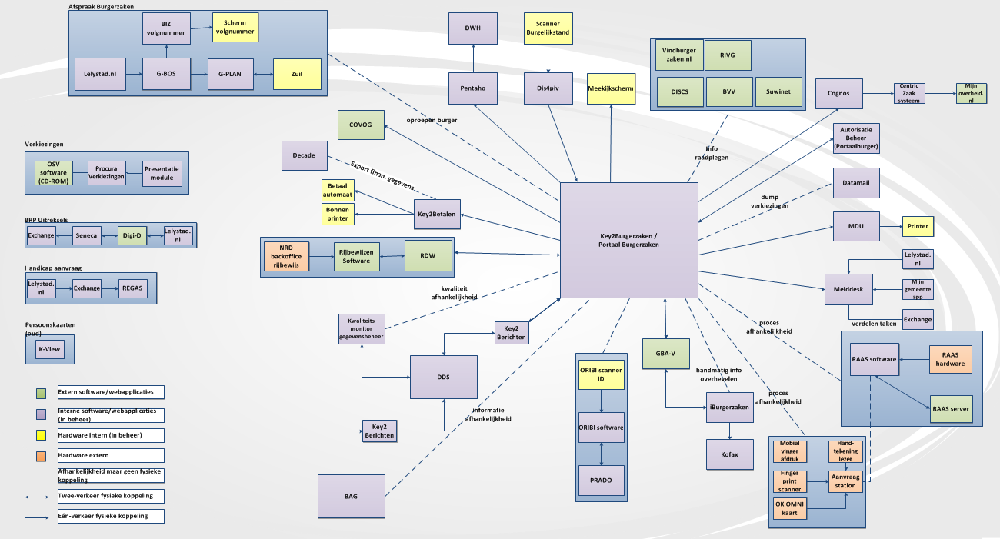 Afspraak Burgerzaken
BIZ
volgnummer
Scherm
volgnummer
Lelystad.nl
G-BOS
G-PLAN
Zuil
DWH
Scanner
Burgelijkstand
Pentaho
Dis4piv
Meekijkscherm
Vindburger
zaken.nl
RIVG
DISCS
BVV
Suwinet
Cognos
Centric
Zaak
systeem
Mijn
overheid.
nl
COVOG
oproepen burger
Autorisatie
Beheer
(Portaalburger)
Decade
Export finan. gegevens
Info
raadplegen
Datamail
dump
verkiezingen
Verkiezingen
OSV
software
(CD-ROM)
Procura
Verkiezingen
Presentatie
module
Betaal
automaat
Bonnen
printer
Key2Betalen
Key2Burgerzaken /
Portaal Burgerzaken
MDU
Printer
BRP Uitreksels
Exchange
Seneca
Digi-D
Lelystad.
nl
NRD
backoffice
rijbewijs
Rijbewijzen
Software
RDW
Lelystad.
nl
Melddesk
Mijn
gemeente
app
Exchange
verdelen taken
Handicap aanvraag
Lelystad.
nl
Exchange
REGAS
kwaliteit
afhankelijkheid
Persoonskaarten
(oud)
K-View
Kwaliteits
monitor
gegevensbeheer
Key2
Berichten
DDS
proces
afhankelijkheid
RAAS software
RAAS
hardware
RAAS server
GBA-V
handmatig info
overhevelen
ORIBI scanner
ID
ORIBI software
PRADO
iBurgerzaken
Kofax
proces
afhankelijkheid
informatie
afhankelijkheid
Key2
Berichten
BAG
Mobiel
vinger
afdruk
Hand-
tekening
lezer
Finger
print
scanner
Aanvraag
station
OK OMNI
kaart
Extern software/webapplicaties
Interne software/webapplicaties
(in beheer)
Hardware intern (in beheer)
Hardware extern
Afhankelijkheid maar geen fysieke
koppeling
Twee-verkeer fysieke koppeling
Eén-verkeer fysieke koppeling